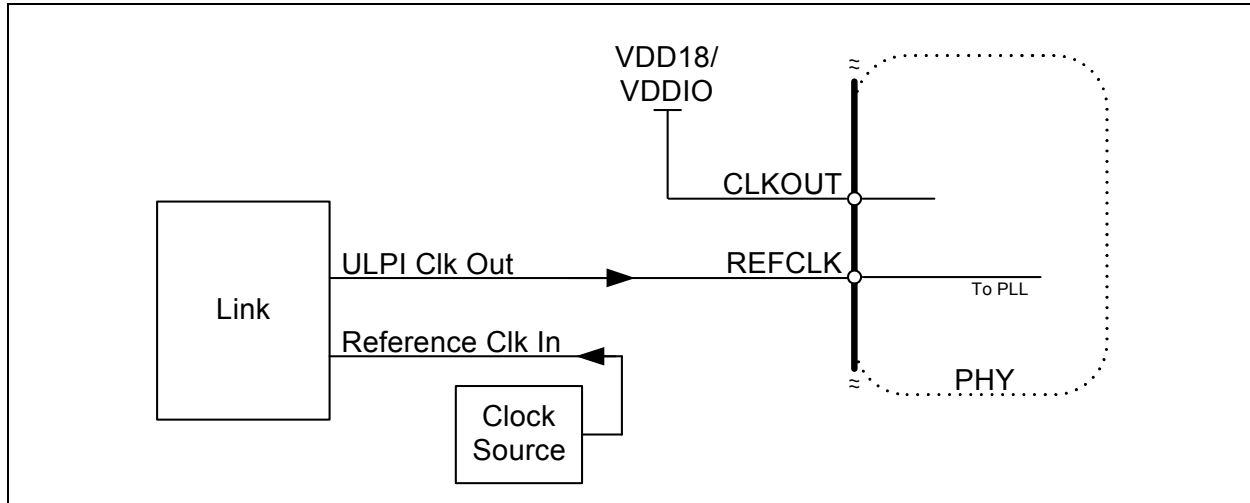 VDD18/
VDDIO
CLKOUT
ULPI Clk Out
REFCLK
To PLL
Link
Reference Clk In
PHY
Clock
Source